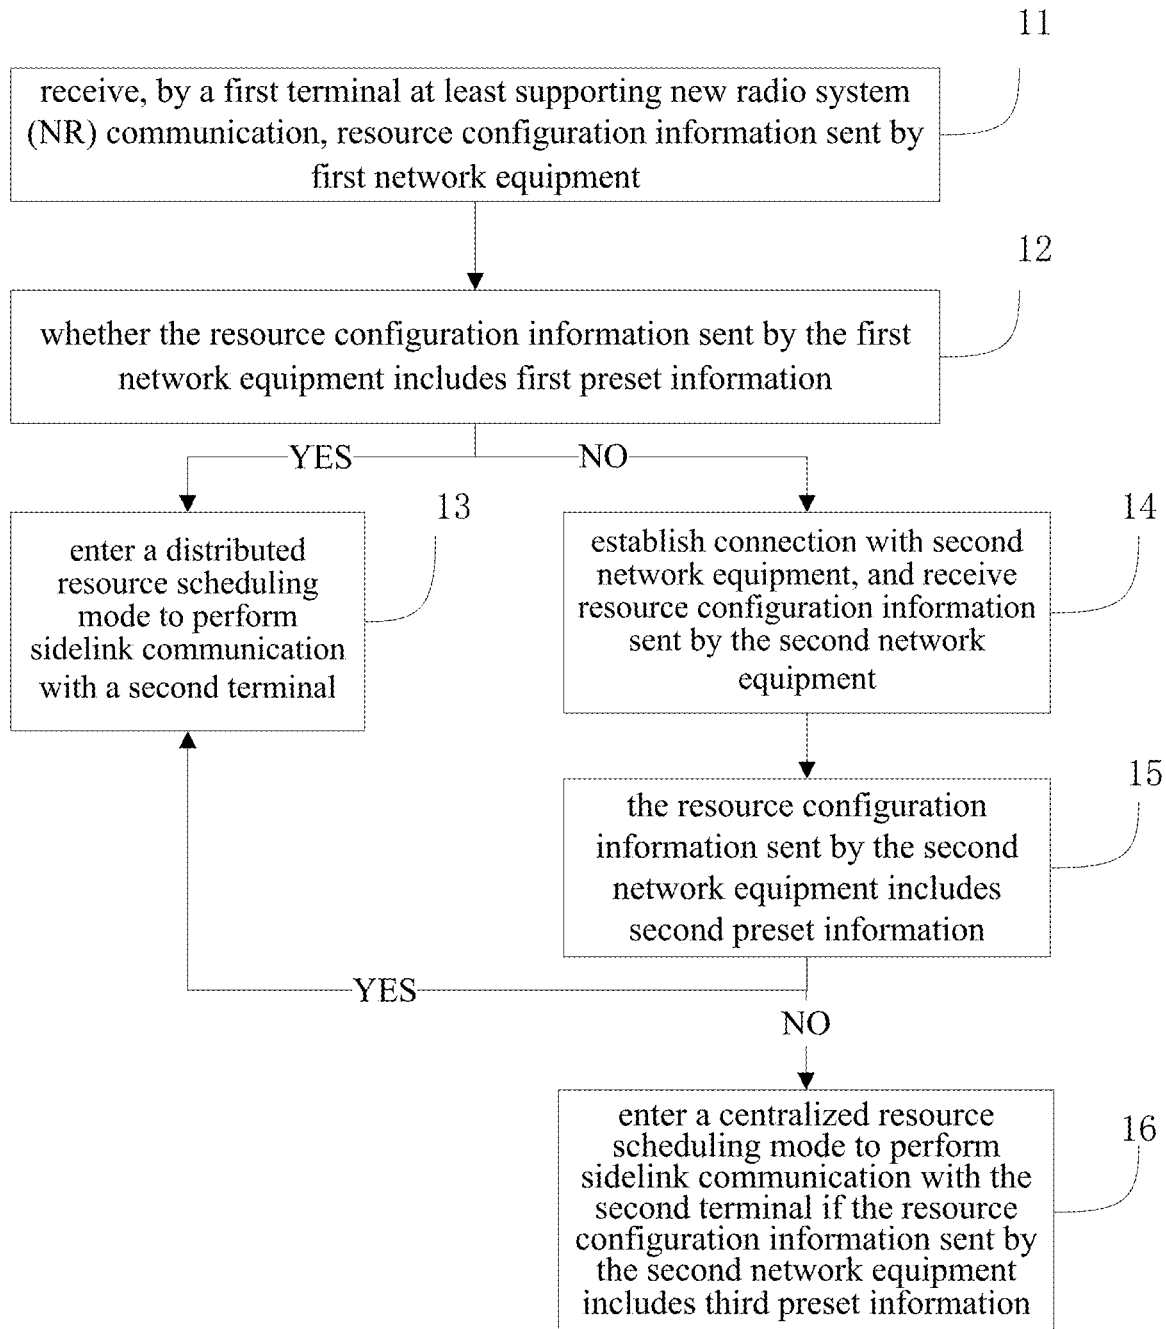 11
receive, by a first terminal at least supporting new radio system
(NR) communication, resource configuration information sent by
first network equipment
12
whether the resource configuration information sent by the first
network equipment includes first preset information
YES
NO
13
enter a distributed
resource scheduling
mode to perform
sidelink communication
with a second terminal
14
establish connection with second
network equipment, and receive
resource configuration information
sent by the second network
equipment
15
the resource configuration
information sent by the second
network equipment includes
second preset information
YES
NO
enter a centralized resource
scheduling mode to perform
sidelink communication with the
second terminal if the resource
configuration information sent by
the second network equipment
includes third preset information
16